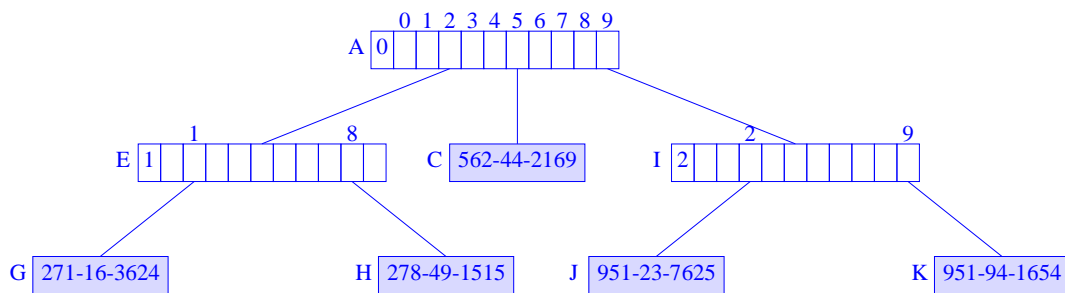 0 1 2 3 4 5 6 7 8 9
A 0
1 8 2 9
E 1 C 562-44-2169 I 2
G 271-16-3624 H 278-49-1515 J 951-23-7625 K 951-94-1654